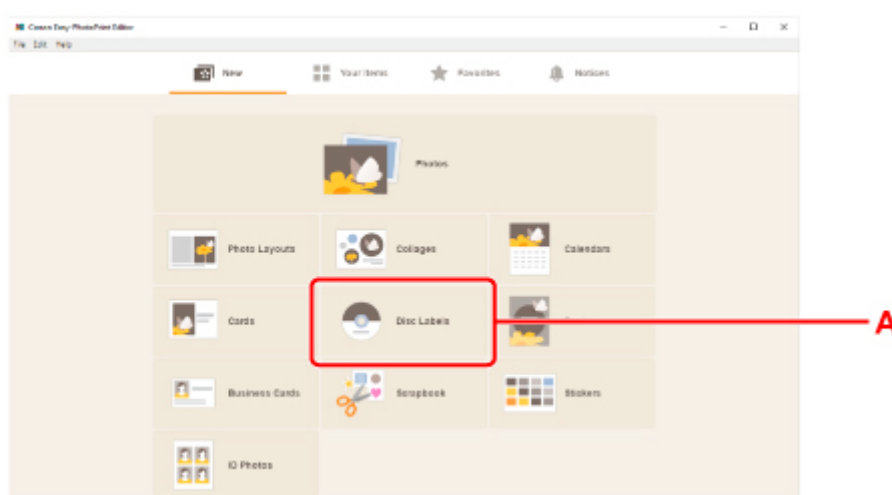 Canon Easy-PhotoPrint Editor
File Edit Help
New Your Items Favorites Notices
Photos
Photo Layouts Collages Calendars
Cards Disc Labels
A
Business Cards Scrapbook Stickers
ID Photos